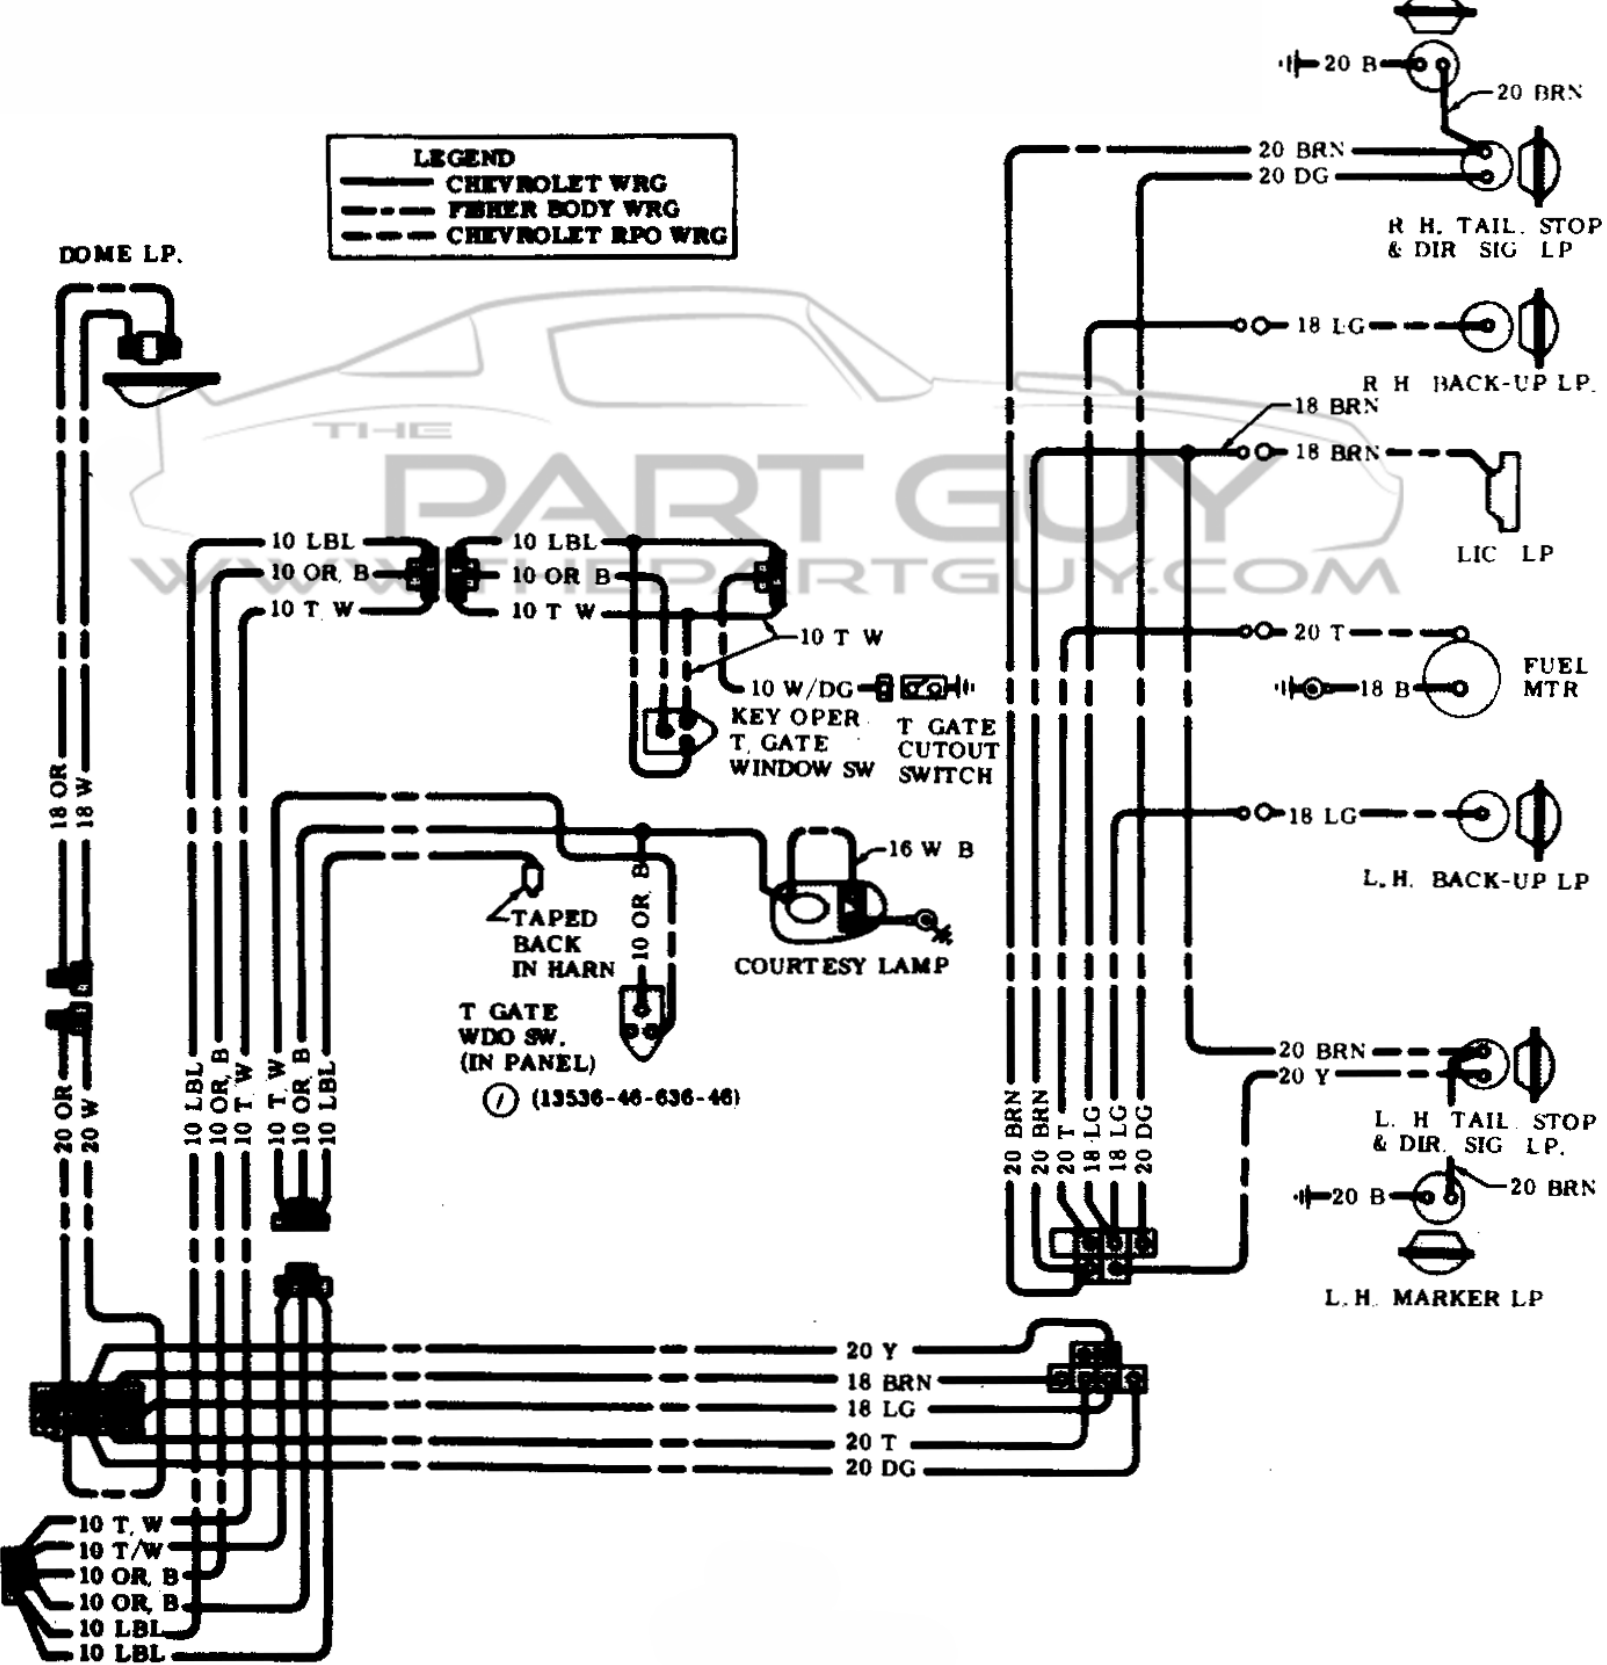 20 B
20 BRN
LEGEND
CHEVROLET WRG
FISHER BODY WRG
CHEVROLET RPO WRG
20 BRN
20 DG
R H. TAIL. STOP
& DIR SIG LP
DOME LP.
18 LG
R H BACK-UP LP.
18 BRN
18 BRN
LIC LP
THE
PART GUY
WWW.THEPARTGUY.COM
10 LBL
10 OR, B
10 T W
10 LBL
10 OR B
10 T W
10 T W
10 W/DG
KEY OPER
T. GATE
WINDOW SW
T GATE
CUTOUT
SWITCH
20 T
18 B
FUEL
MTR
18 OR
18 W
18 LG
L.H. BACK-UP LP
16 W B
10 OR, B
TAPED
BACK
IN HARN
COURTESY LAMP
T GATE
WDO SW.
(IN PANEL)
1 (13536-46-636-46)
20 BRN
20 Y
L. H TAIL. STOP
& DIR. SIG LP.
20 B
20 BRN
L.H. MARKER LP
20 OR
20 W
10 LBL
10 OR, B
10 T W
10 T. W
10 OR B
10 LBL
20 BRN
20 BRN
20 T
18 LG
18 LG
20 DG
20 Y
18 BRN
18 LG
20 T
20 DG
10 T, W
10 T/W
10 OR, B
10 OR, B
10 LBL
10 LBL